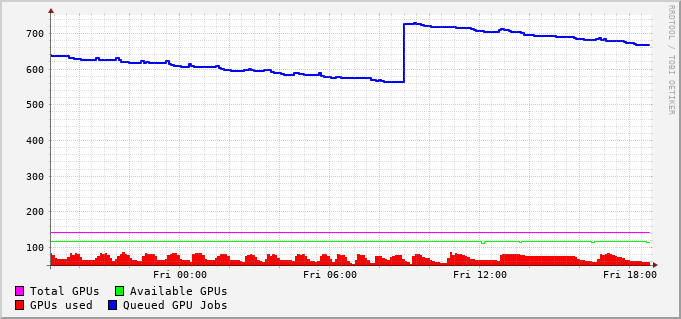 700
600
500
400
300
200
100
Fri 00:00 Fri 06:00 Fri 12:00 Fri 18:00
Total GPUs Available GPUs
GPUs used Queued GPU Jobs
RRDTOOL / TOBI OETIKER